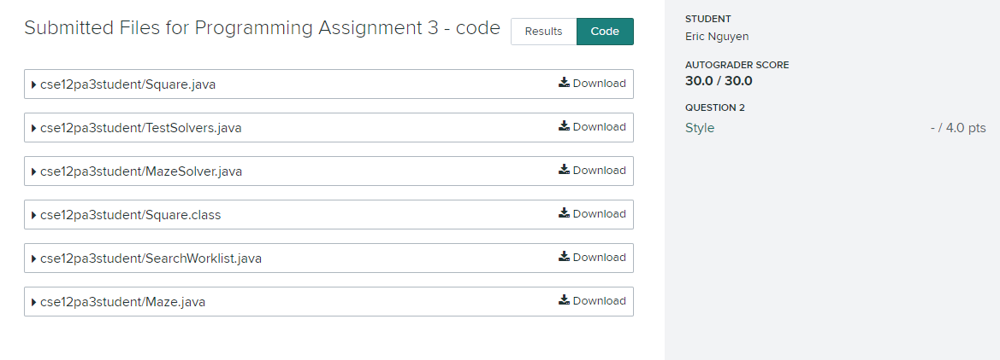 Submitted Files for Programming Assignment 3 - code
Results
Code
cse12pa3student/Square.java
Download
cse12pa3student/TestSolvers.java
Download
cse12pa3student/MazeSolver.java
Download
cse12pa3student/Square.class
Download
cse12pa3student/SearchWorklist.java
Download
cse12pa3student/Maze.java
Download
STUDENT
Eric Nguyen
AUTOGRADER SCORE
30.0 / 30.0
QUESTION 2
Style
- / 4.0 pts